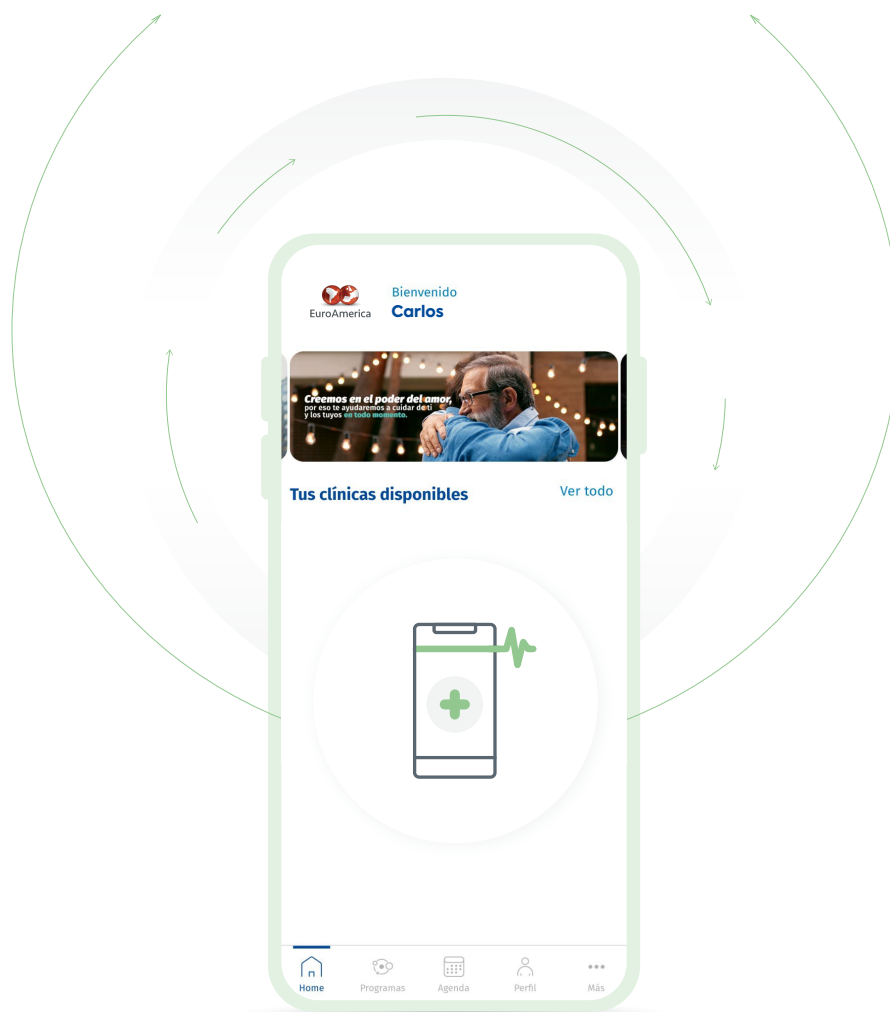 Bienvenido
EuroAmerica
Carlos
Creemos en el poder del amor,
por eso te ayudaremos a cuidar de ti
y los tuyos en todo momento.
Tus clínicas disponibles
Ver todo
Home
Programas
Agenda
Perfil
Más